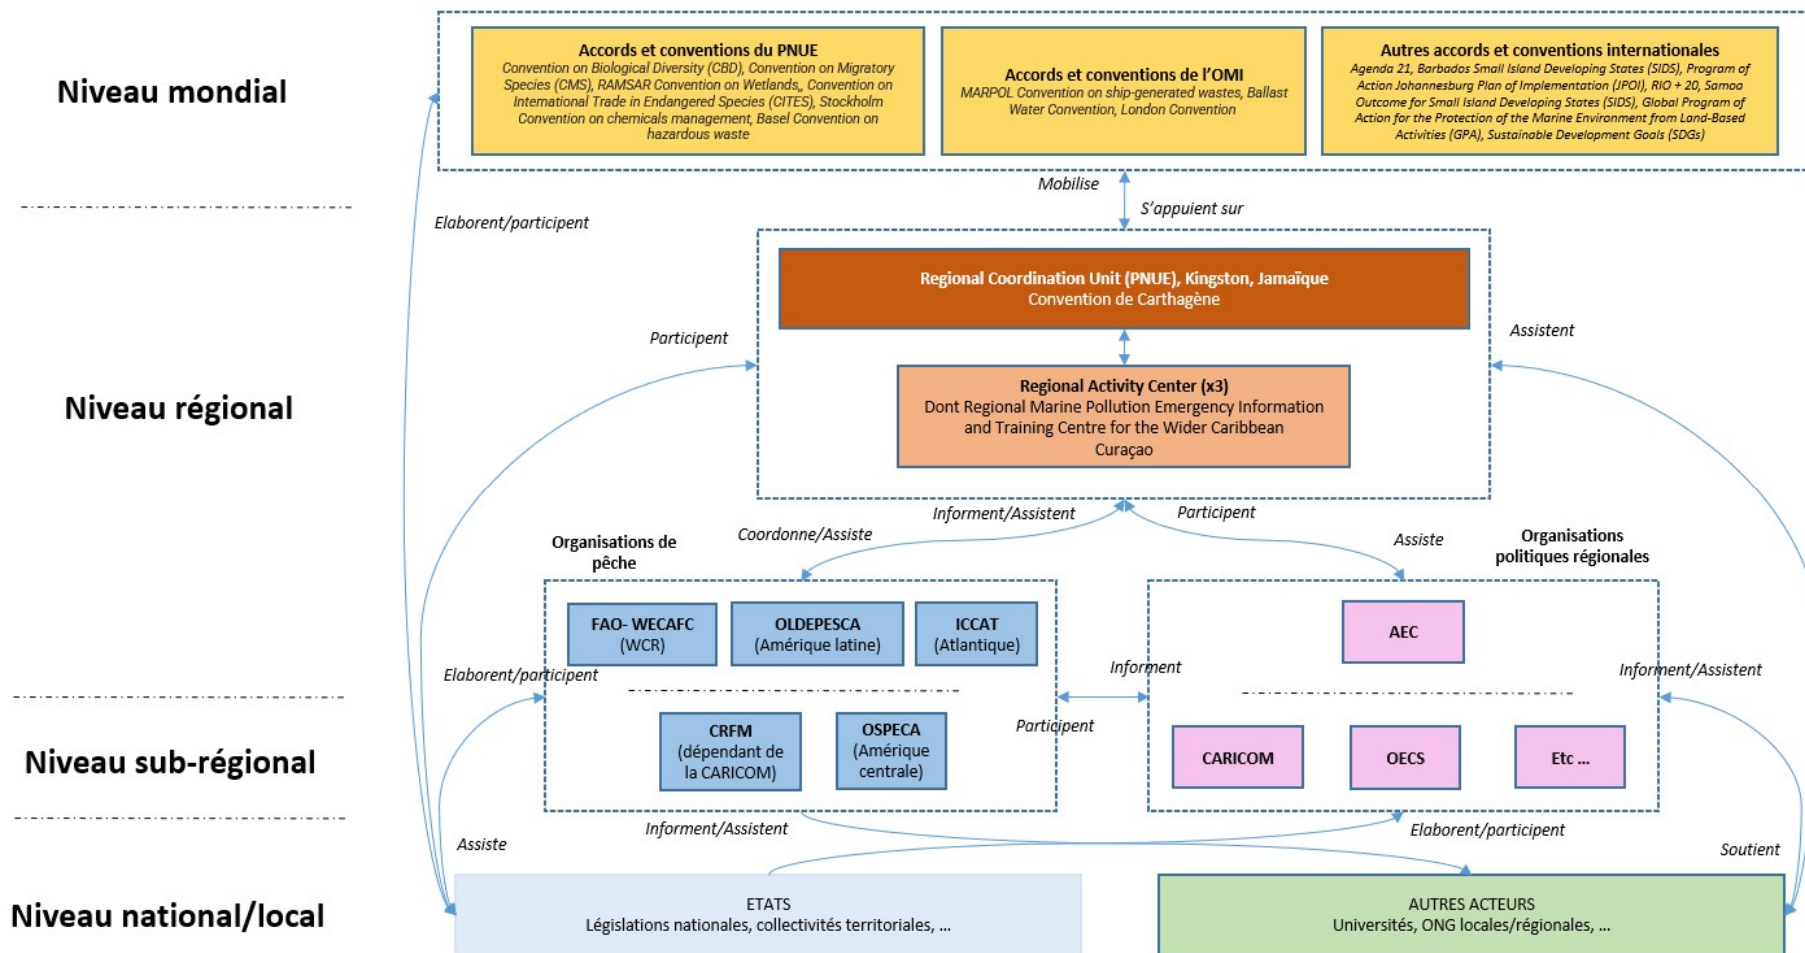 Niveau mondial
Accords et conventions du PNUE
Convention on Biological Diversity (CBD), Convention on Migratory
Species (CMS), RAMSAR Convention on Wetlands,, Convention on
International Trade in Endangered Species (CITES), Stockholm
Convention on chemicals management, Basel Convention on
hazardous waste
Accords et conventions de l'OMI
MARPOL Convention on ship-generated wastes, Ballast
Water Convention, London Convention
Autres accords et conventions internationales
Agenda 21, Barbados Small Island Developing States (SIDS), Program of
Action Johannesburg Plan of Implementation (JPOI), RIO + 20, Samoa
Outcome for Small Island Developing States (SIDS), Global Program of
Action for the Protection of the Marine Environment from Land-Based
Activities (GPA), Sustainable Development Goals (SDGs)
Mobilise
S'appuient sur
Elaborent/participent
Niveau régional
Regional Coordination Unit (PNUE), Kingston, Jamaïque
Convention de Carthagène
Participent
Assistent
Regional Activity Center (x3)
Dont Regional Marine Pollution Emergency Information
and Training Centre for the Wider Caribbean
Curaçao
Informent/Assistent
Participent
Coordonne/Assiste
Assiste
Organisations de
pêche
Organisations
politiques régionales
FAO- WECAFC
(WCR)
OLDEPESCA
(Amérique latine)
ICCAT
(Atlantique)
AEC
Elaborent/participent
Informent
Informent/Assistent
Participent
Niveau sub-régional
CRFM
(dépendant de
la CARICOM)
OSPECA
(Amérique
centrale)
CARICOM
OECS
Etc ...
Assiste
Informent/Assistent
Elaborent/participent
Soutient
Niveau national/local
ETATS
Législations nationales, collectivités territoriales, ...
AUTRES ACTEURS
Universités, ONG locales/régionales, ...